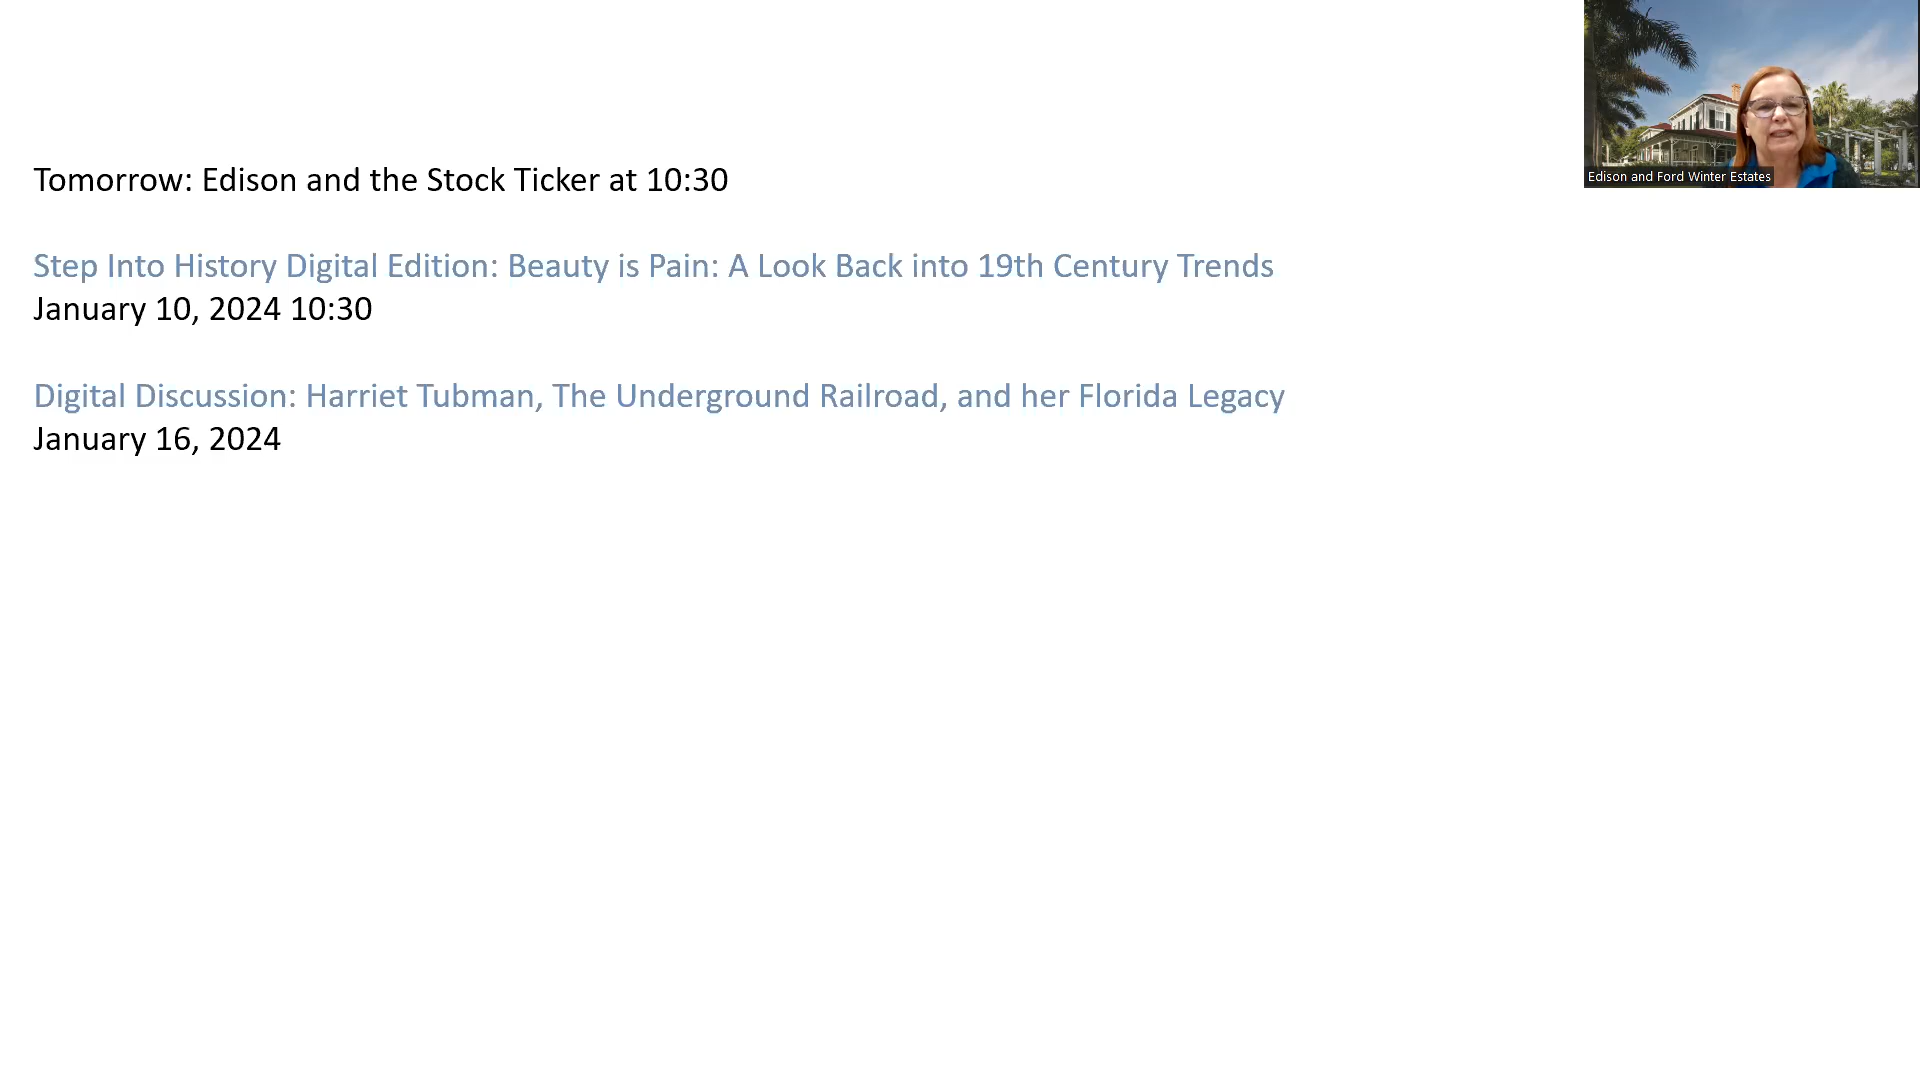 Tomorrow: Edison and the Stock Ticker at 10:30
Step Into History Digital Edition: Beauty is Pain: A Look Back into 19th Century Trends
January 10, 2024 10:30
Digital Discussion: Harriet Tubman, The Underground Railroad, and her Florida Legacy
January 16, 2024
Edison and Ford Winter Estates